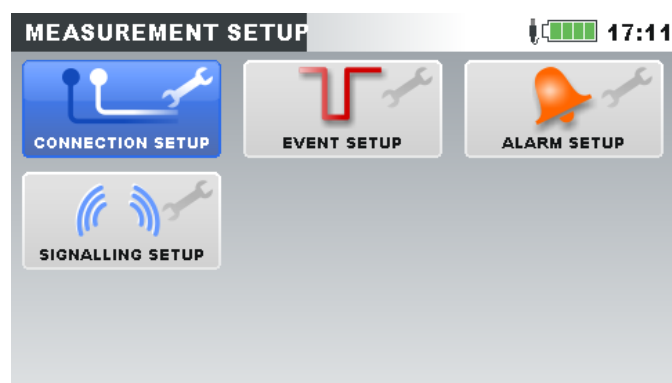 MEASUREMENT SETUP 17:11
CONNECTION SETUP EVENT SETUP ALARM SETUP
SIGNALLING SETUP